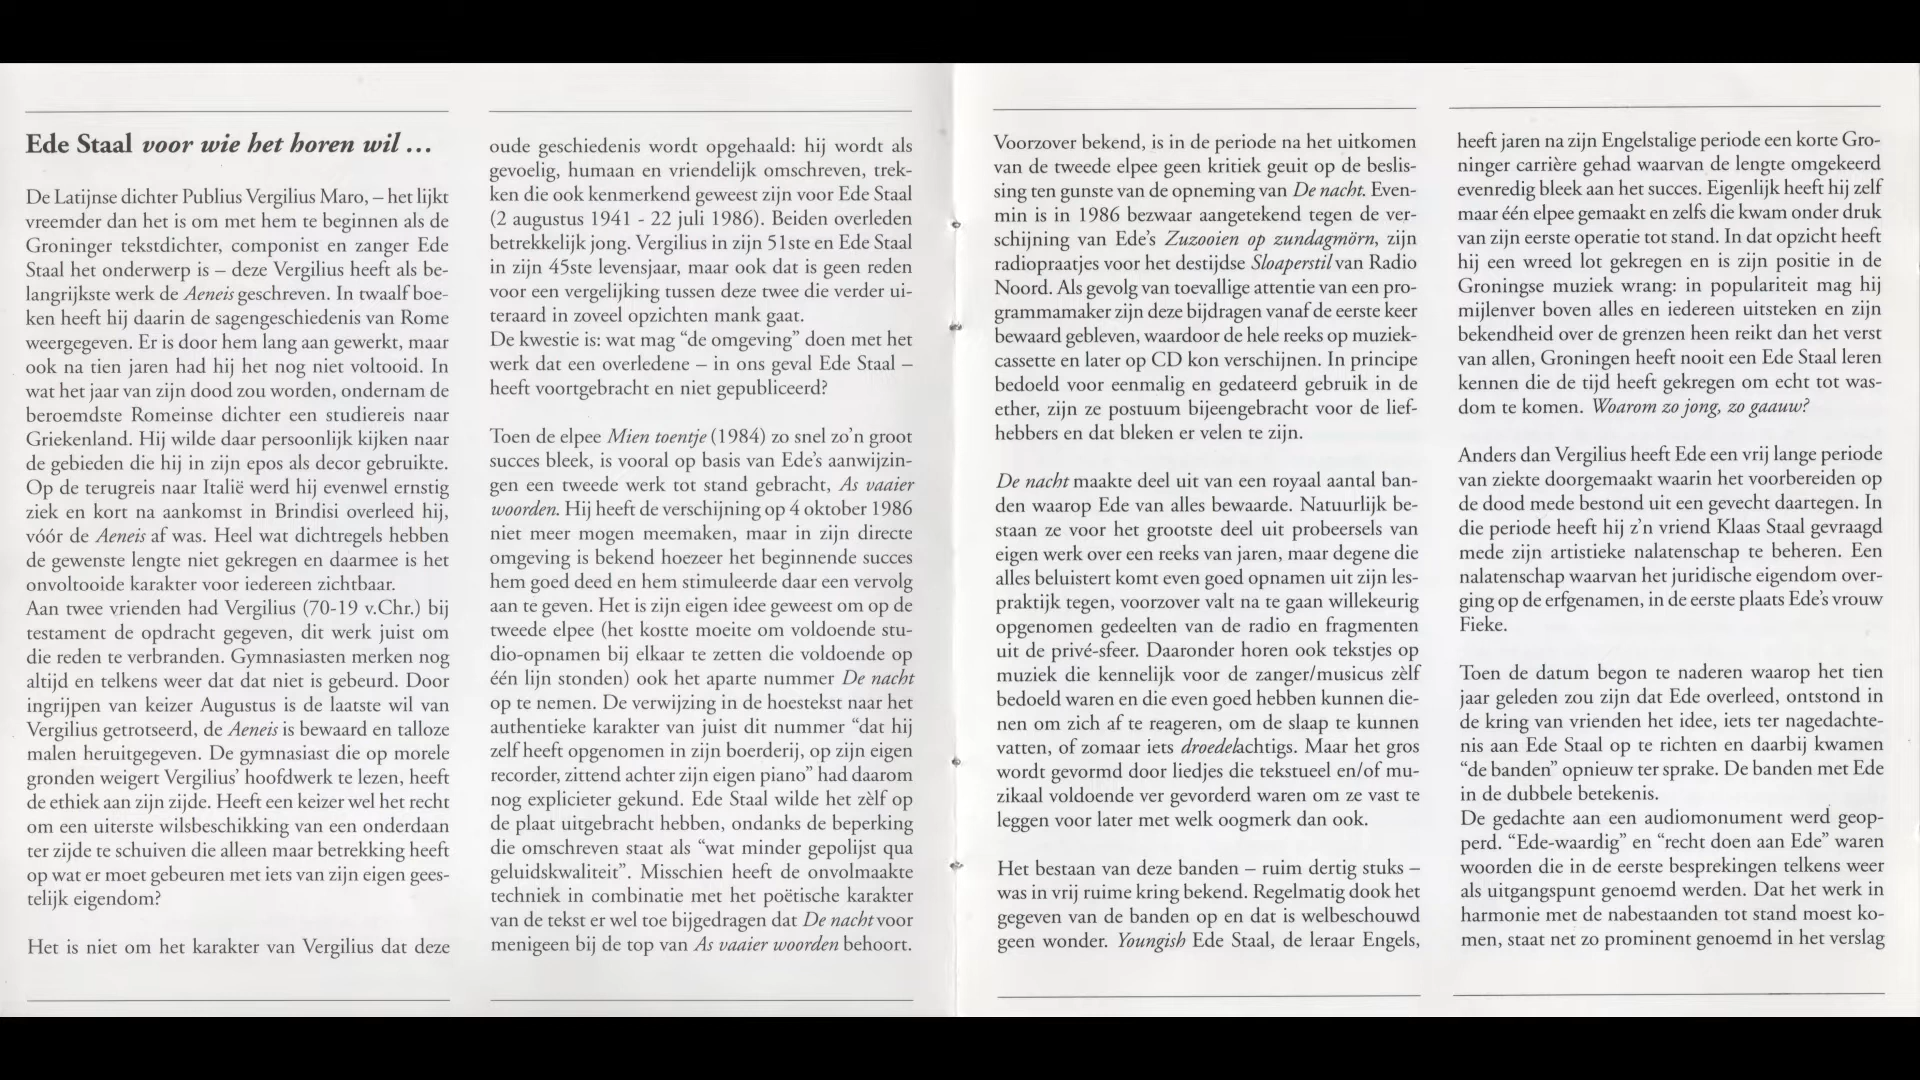 Ede Staal voor wie het horen wil …
De Latijnse dichter Publius Vergilius Maro, – het lijkt
vreemder dan het is om met hem te beginnen als de
Groninger tekstdichter, componist en zanger Ede
Staal het onderwerp is – deze Vergilius heeft als be-
langrijkste werk de Aeneis geschreven. In twaalf boe-
ken heeft hij daarin de sagengeschiedenis van Rome
weergegeven. Er is door hem lang aan gewerkt, maar
ook na tien jaren had hij het nog niet voltooid. In
wat het jaar van zijn dood zou worden, ondernam de
beroemdste Romeinse dichter een studiereis naar
Griekenland. Hij wilde daar persoonlijk kijken naar
de gebieden die hij in zijn epos als decor gebruikte.
Op de terugreis naar Italië werd hij evenwel ernstig
ziek en kort na aankomst in Brindisi overleed hij,
vóór de Aeneis af was. Heel wat dichtregels hebben
de gewenste lengte niet gekregen en daarmee is het
onvoltooide karakter voor iedereen zichtbaar.
Aan twee vrienden had Vergilius (70-19 v.Chr.) bij
testament de opdracht gegeven, dit werk juist om
die reden te verbranden. Gymnasiasten merken nog
altijd en telkens weer dat dat niet is gebeurd. Door
ingrijpen van keizer Augustus is de laatste wil van
Vergilius getrotseerd, de Aeneis is bewaard en talloze
malen heruitgegeven. De gymnasiast die op morele
gronden weigert Vergilius’ hoofdwerk te lezen, heeft
de ethiek aan zijn zijde. Heeft een keizer wel het recht
om een uiterste wilsbeschikking van een onderdaan
ter zijde te schuiven die alleen maar betrekking heeft
op wat er moet gebeuren met iets van zijn eigen gees-
telijk eigendom?
Het is niet om het karakter van Vergilius dat deze
oude geschiedenis wordt opgehaald: hij wordt als
gevoelig, humaan en vriendelijk omschreven, trek-
ken die ook kenmerkend geweest zijn voor Ede Staal
(2 augustus 1941 - 22 juli 1986). Beiden overleden
betrekkelijk jong. Vergilius in zijn 51ste en Ede Staal
in zijn 45ste levensjaar, maar ook dat is geen reden
voor een vergelijking tussen deze twee die verder ui-
teraard in zoveel opzichten mank gaat.
De kwestie is: wat mag “de omgeving” doen met het
werk dat een overledene – in ons geval Ede Staal –
heeft voortgebracht en niet gepubliceerd?
Toen de elpee Mien toentje (1984) zo snel zo’n groot
succes bleek, is vooral op basis van Ede’s aanwijzin-
gen een tweede werk tot stand gebracht, As vaaier
woorden. Hij heeft de verschijning op 4 oktober 1986
niet meer mogen meemaken, maar in zijn directe
omgeving is bekend hoezeer het beginnende succes
hem goed deed en hem stimuleerde daar een vervolg
aan te geven. Het is zijn eigen idee geweest om op de
tweede elpee (het kostte moeite om voldoende stu-
dio-opnamen bij elkaar te zetten die voldoende op
één lijn stonden) ook het aparte nummer De nacht
op te nemen. De verwijzing in de hoestekst naar het
authentieke karakter van juist dit nummer “dat hij
zelf heeft opgenomen in zijn boerderij, op zijn eigen
recorder, zittend achter zijn eigen piano” had daarom
nog explicieter gekund. Ede Staal wilde het zèlf op
de plaat uitgebracht hebben, ondanks de beperking
die omschreven staat als “wat minder gepolijst qua
geluidskwaliteit”. Misschien heeft de onvolmaakte
techniek in combinatie met het poëtische karakter
van de tekst er wel toe bijgedragen dat De nacht voor
menigeen bij de top van As vaaier woorden behoort.
Voorzover bekend, is in de periode na het uitkomen
van de tweede elpee geen kritiek geuit op de beslis-
sing ten gunste van de opneming van De nacht. Even-
min is in 1986 bezwaar aangetekend tegen de ver-
schijning van Ede’s Zuzooien op zundagmörn, zijn
radiopraatjes voor het destijdse Sloaperstil van Radio
Noord. Als gevolg van toevallige attentie van een pro-
grammamaker zijn deze bijdragen vanaf de eerste keer
bewaard gebleven, waardoor de hele reeks op muziek-
cassette en later op CD kon verschijnen. In principe
bedoeld voor eenmalig en gedateerd gebruik in de
ether, zijn ze postuum bijeengebracht voor de lief-
hebbers en dat bleken er velen te zijn.
De nacht maakte deel uit van een royaal aantal ban-
den waarop Ede van alles bewaarde. Natuurlijk be-
staan ze voor het grootste deel uit probeersels van
eigen werk over een reeks van jaren, maar degene die
alles beluistert komt even goed opnamen uit zijn les-
praktijk tegen, voorzover valt na te gaan willekeurig
opgenomen gedeelten van de radio en fragmenten
uit de privé-sfeer. Daaronder horen ook tekstjes op
muziek die kennelijk voor de zanger/musicus zèlf
bedoeld waren en die even goed hebben kunnen die-
nen om zich af te reageren, om de slaap te kunnen
vatten, of zomaar iets droedelachtigs. Maar het gros
wordt gevormd door liedjes die tekstueel en/of mu-
zikaal voldoende ver gevorderd waren om ze vast te
leggen voor later met welk oogmerk dan ook.
Het bestaan van deze banden – ruim dertig stuks –
was in vrij ruime kring bekend. Regelmatig dook het
gegeven van de banden op en dat is welbeschouwd
geen wonder. Youngish Ede Staal, de leraar Engels,
heeft jaren na zijn Engelstalige periode een korte Gro-
ninger carrière gehad waarvan de lengte omgekeerd
evenredig bleek aan het succes. Eigenlijk heeft hij zelf
maar één elpee gemaakt en zelfs die kwam onder druk
van zijn eerste operatie tot stand. In dat opzicht heeft
hij een wreed lot gekregen en is zijn positie in de
Groningse muziek wrang: in populariteit mag hij
mijlenver boven alles en iedereen uitsteken en zijn
bekendheid over de grenzen heen reikt dan het verst
van allen, Groningen heeft nooit een Ede Staal leren
kennen die de tijd heeft gekregen om echt tot was-
dom te komen. Woarom zo jong, zo gaauw?
Anders dan Vergilius heeft Ede een vrij lange periode
van ziekte doorgemaakt waarin het voorbereiden op
de dood mede bestond uit een gevecht daartegen. In
die periode heeft hij z’n vriend Klaas Staal gevraagd
mede zijn artistieke nalatenschap te beheren. Een
nalatenschap waarvan het juridische eigendom over-
ging op de erfgenamen, in de eerste plaats Ede’s vrouw
Fieke.
Toen de datum begon te naderen waarop het tien
jaar geleden zou zijn dat Ede overleed, ontstond in
de kring van vrienden het idee, iets ter nagedachte-
nis aan Ede Staal op te richten en daarbij kwamen
“de banden” opnieuw ter sprake. De banden met Ede
in de dubbele betekenis.
De gedachte aan een audiomonument werd geop-
perd. “Ede-waardig” en “recht doen aan Ede” waren
woorden die in de eerste besprekingen telkens weer
als uitgangspunt genoemd werden. Dat het werk in
harmonie met de nabestaanden tot stand moest ko-
men, staat net zo prominent genoemd in het verslag